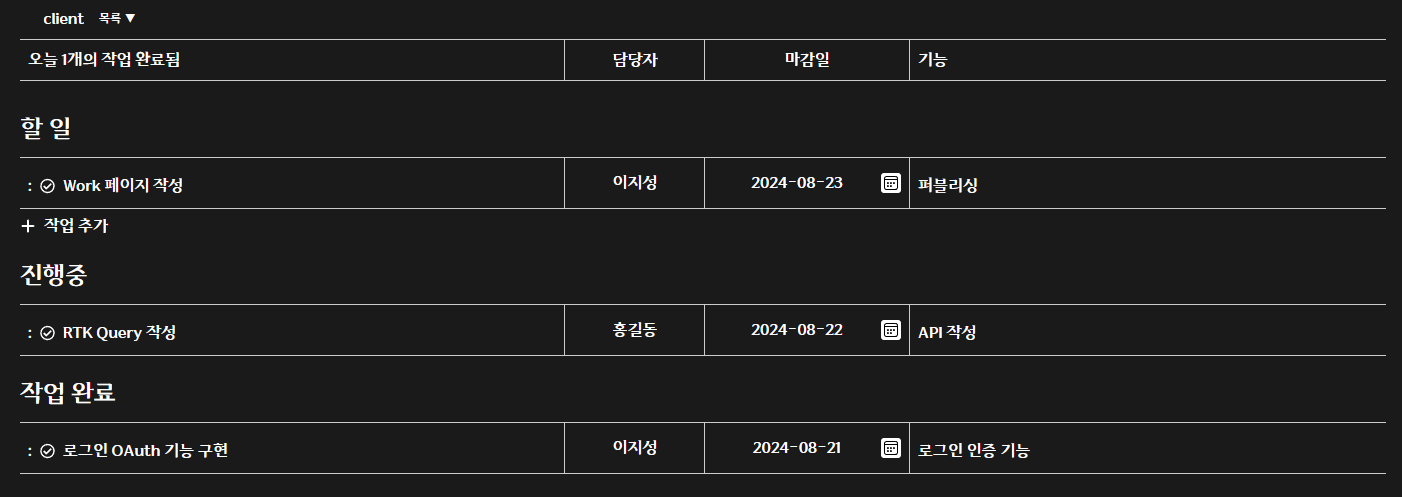 client 목록 ▼
오늘 1개의 작업 완료됨 담당자 마감일 기능
할 일
: Work 페이지 작성 이지성 2024-08-23 퍼블리싱
+ 작업 추가
진행중
: RTK Query 작성 홍길동 2024-08-22 API 작성
작업 완료
: 로그인 OAuth 기능 구현 이지성 2024-08-21 로그인 인증 기능